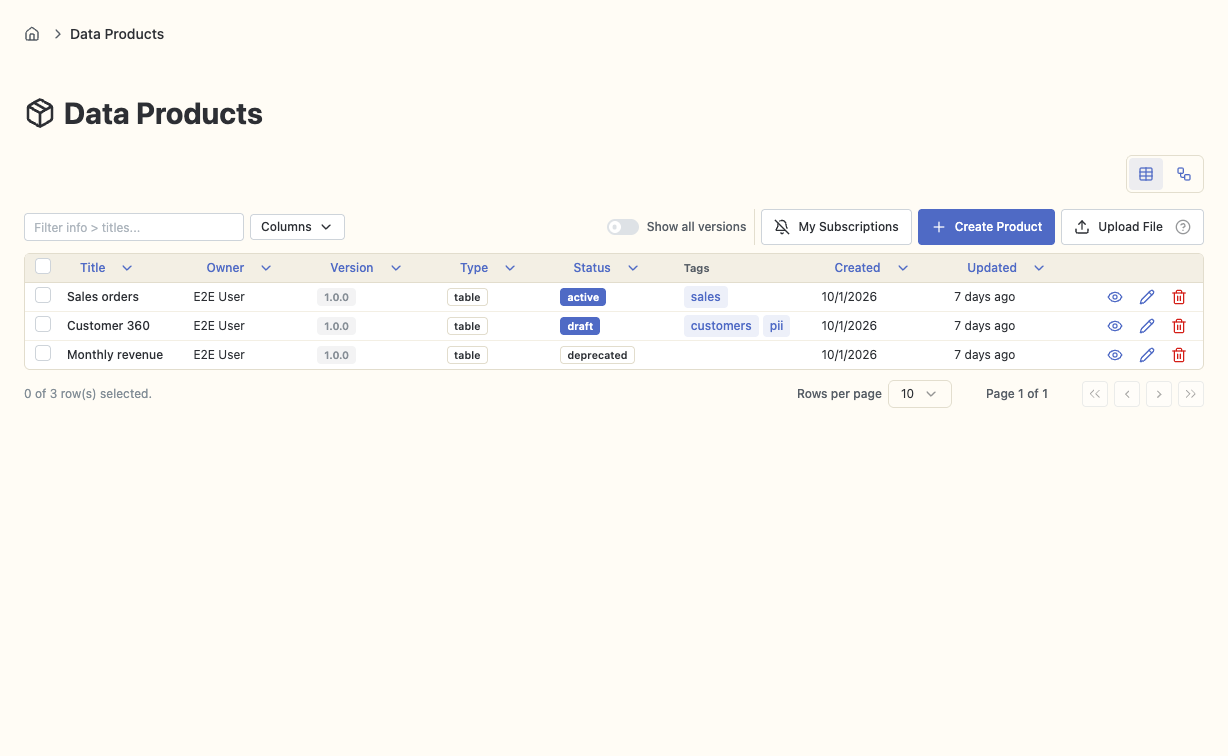 Data Products
Data Products
Filter info > titles...
Columns
Show all versions
My Subscriptions
Create Product
Upload File
Title Owner Version Type Status Tags Created Updated
Sales orders E2E User 1.0.0 table active sales 10/1/2026 7 days ago
Customer 360 E2E User 1.0.0 table draft customers pii 10/1/2026 7 days ago
Monthly revenue E2E User 1.0.0 table deprecated 10/1/2026 7 days ago
0 of 3 row(s) selected.
Rows per page 10
Page 1 of 1